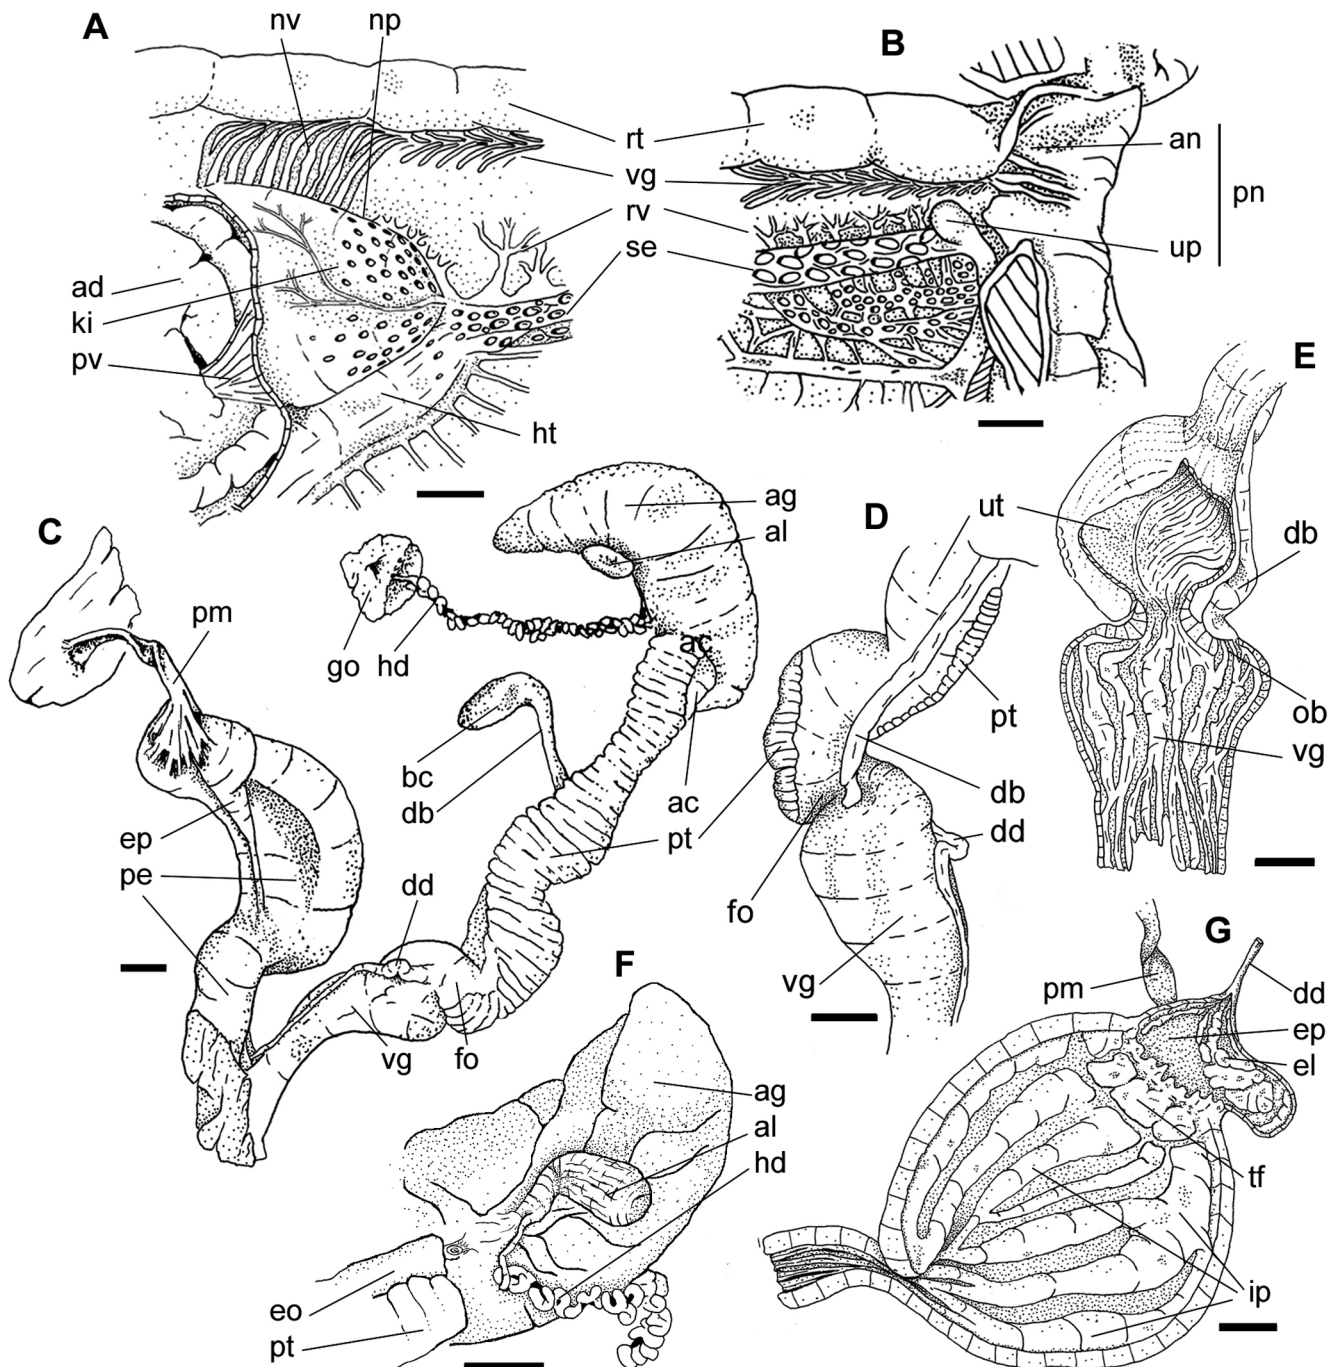 A
nv
np
B
rt
vg
rv
se
an
pn
up
ad
ki
pv
ht
E
C
ag
al
D
ut
db
pm
go
hd
ac
pt
ob
vg
bc
db
ac
pt
db
dd
ep
pe
dd
fo
vg
F
vg
fo
G
pm
dd
ep
el
ag
al
hd
tf
eo
pt
ip